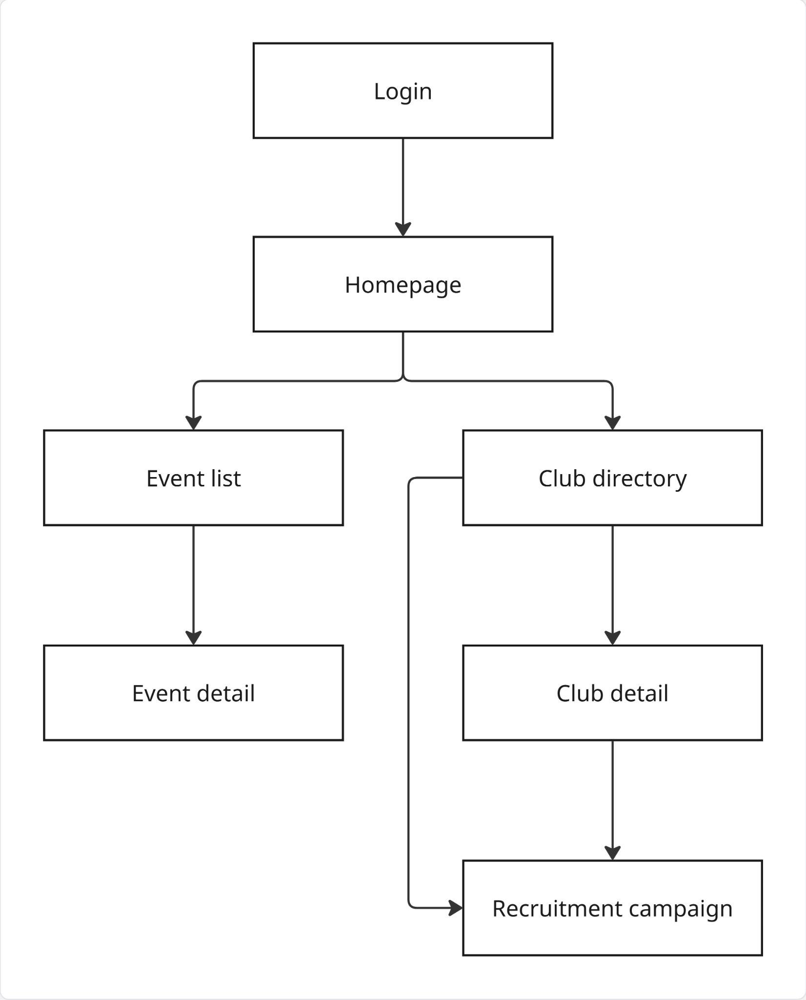 Login
Homepage
Event list
Club directory
Event detail
Club detail
Recruitment campaign